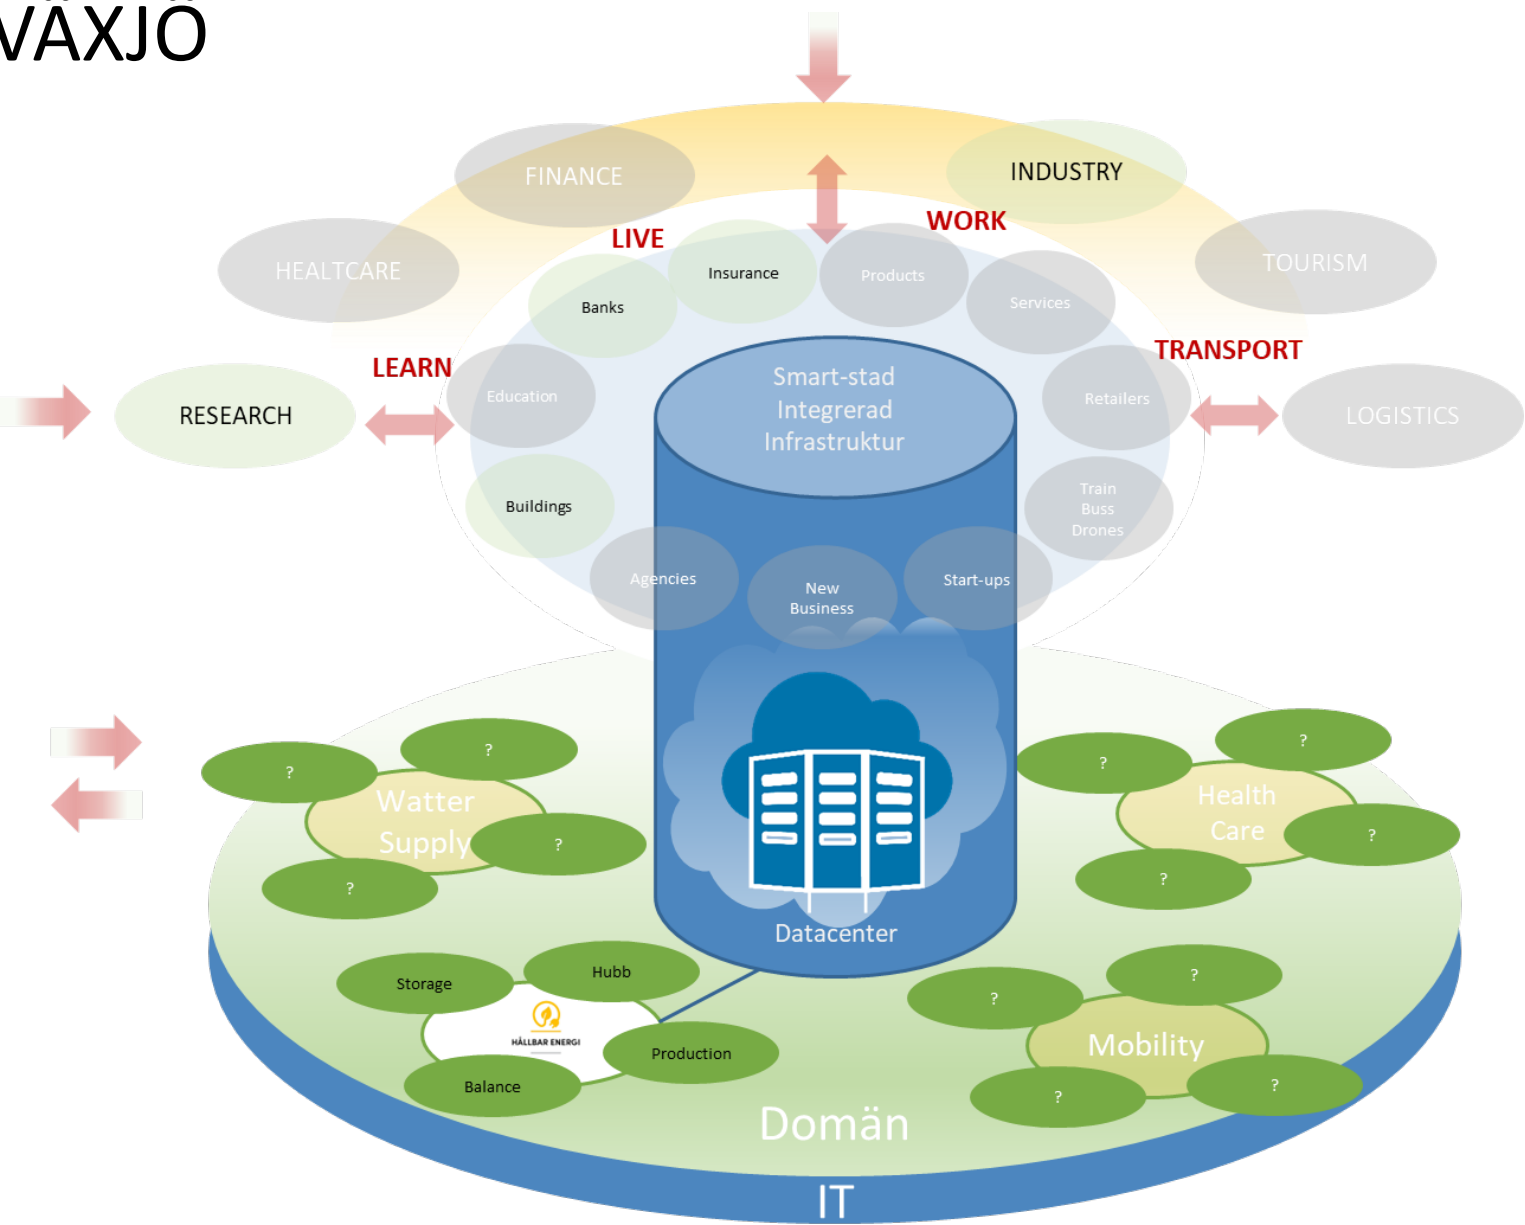 VÄXJÖ
FINANCE
INDUSTRY
WORK
LIVE
HEALTCARE
TOURISM
Insurance
Products
Banks
Services
LEARN
TRANSPORT
Education
Retailers
RESEARCH
LOGISTICS
Smart-stad
Integrerad
Infrastruktur
Buildings
Train
Buss
Drones
Agencies
New
Business
Start-ups
?
?
Watter
Supply
?
?
?
?
Health
Care
?
?
Datacenter
Storage
Hubb
HÅLLBAR ENERGI
Production
Balance
?
?
Mobility
?
?
Domän
IT